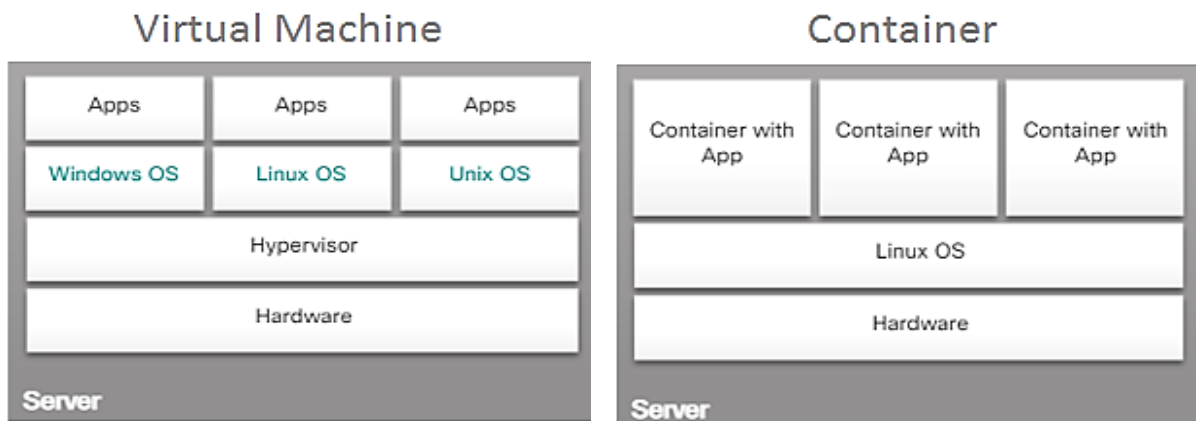 Virtual Machine
Apps
Apps
Apps
Windows OS
Linux OS
Unix OS
Hypervisor
Hardware
Server
Container
Container with
App
Container with
App
Container with
App
Linux OS
Hardware
Server